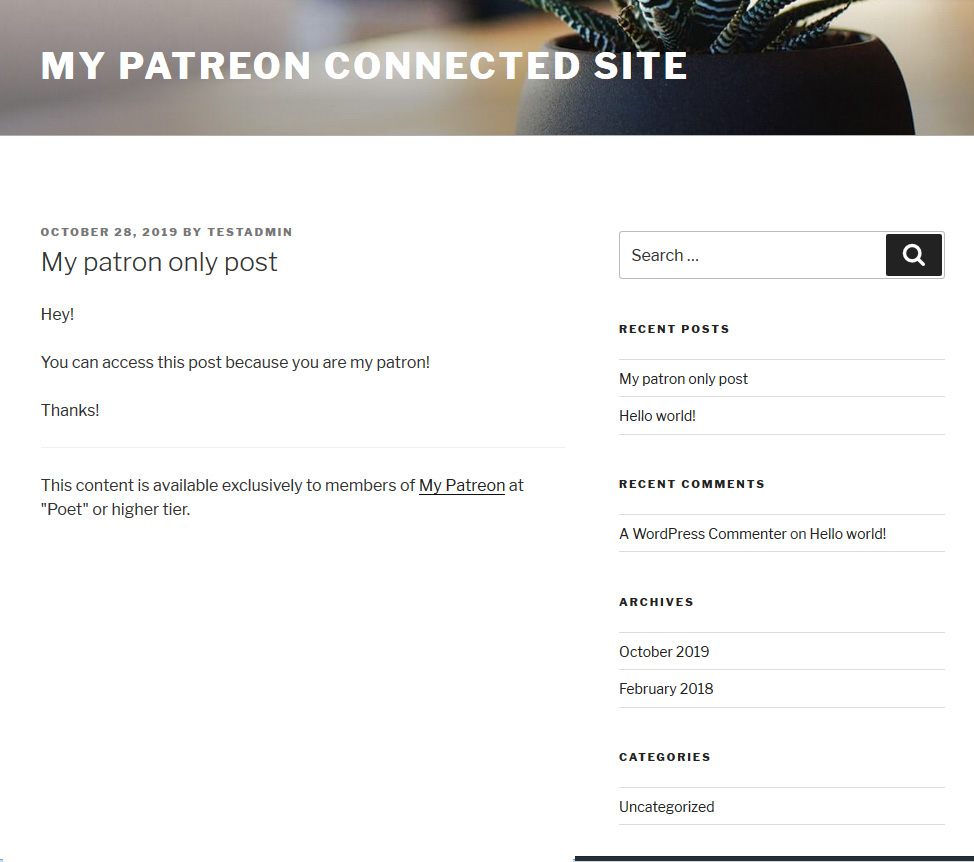 MY PATREON CONNECTED SITE
OCTOBER 28, 2019 BY TESTADMIN
My patron only post
Hey!
You can access this post because you are my patron!
Thanks!
This content is available exclusively to members of My Patreon at
"Poet" or higher tier.
Search …
RECENT POSTS
My patron only post
Hello world!
RECENT COMMENTS
A WordPress Commenter on Hello world!
ARCHIVES
October 2019
February 2018
CATEGORIES
Uncategorized